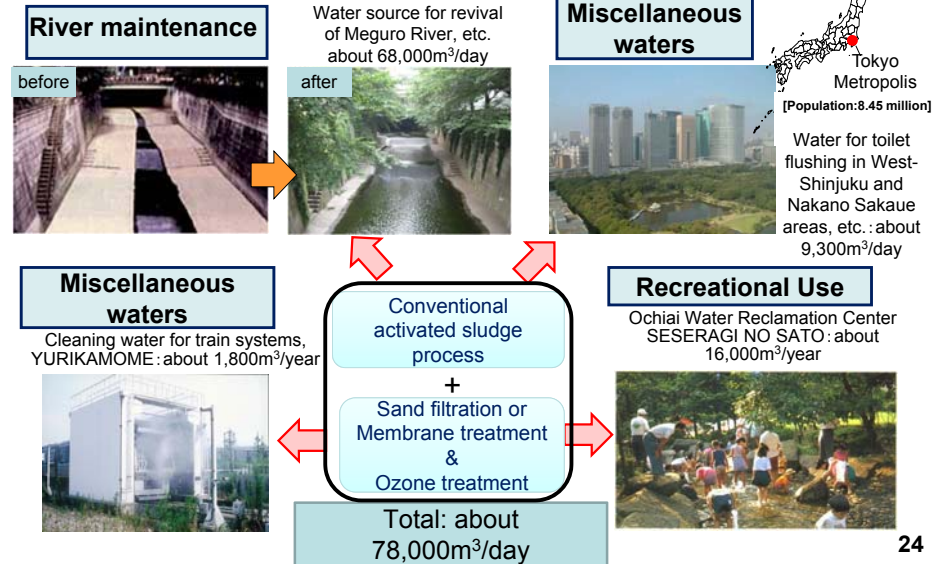 River maintenance
before
Water source for revival
of Meguro River, etc.
about 68,000m³/day
after
Miscellaneous
waters
Tokyo
Metropolis
[Population:8.45 million]
Water for toilet
flushing in West-
Shinjuku and
Nakano Sakaue
areas, etc.：about
9,300m³/day
Miscellaneous
waters
Cleaning water for train systems,
YURIKAMOME：about 1,800m³/year
Conventional
activated sludge
process
+
Sand filtration or
Membrane treatment
&
Ozone treatment
Total: about
78,000m³/day
Recreational Use
Ochiai Water Reclamation Center
SESERAGI NO SATO：about
16,000m³/year
24